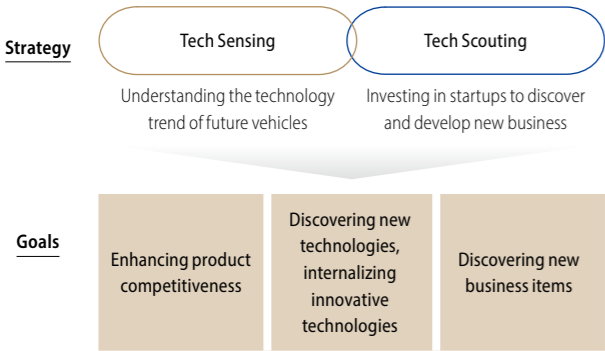 Strategy
Tech Sensing
Tech Scouting
Understanding the technology
trend of future vehicles
Investing in startups to discover
and develop new business
Goals
Enhancing product
competitiveness
Discovering new
technologies,
internalizing
innovative
technologies
Discovering new
business items